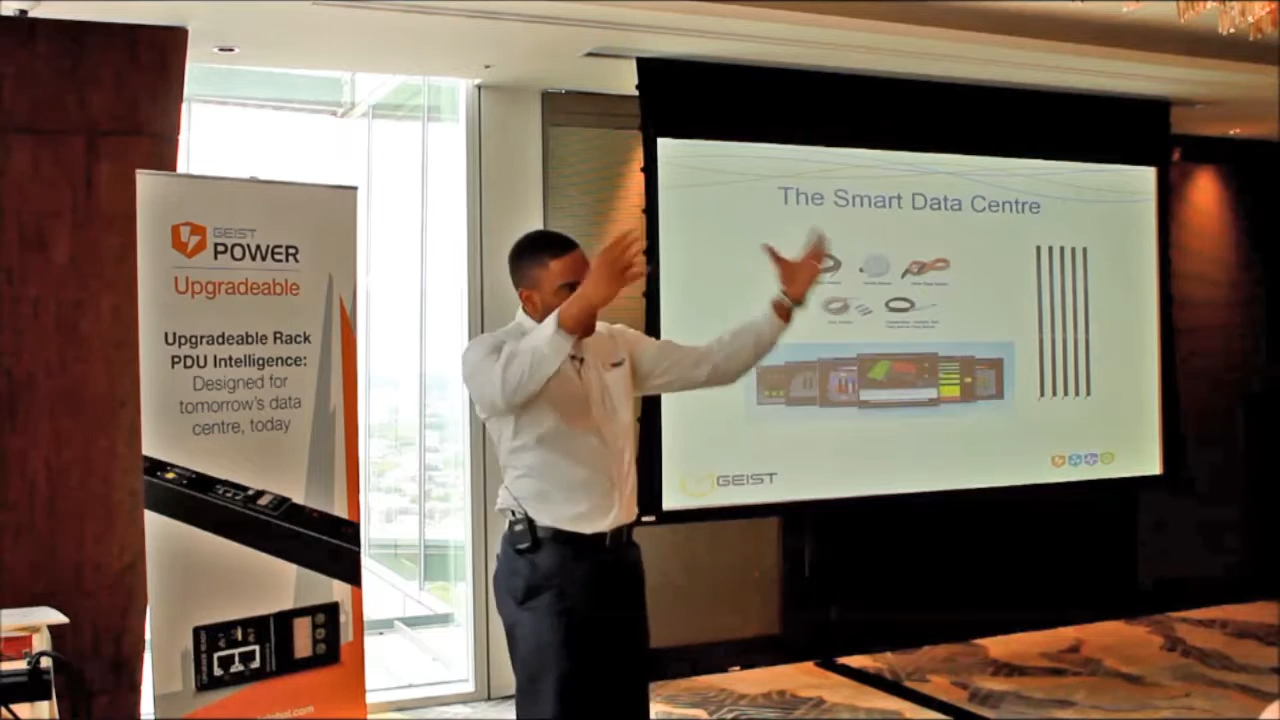 GEIST
POWER
Upgradeable
Upgradeable Rack
PDU Intelligence:
Designed for
tomorrow's data
centre, today
The Smart Data Centre
GEIST